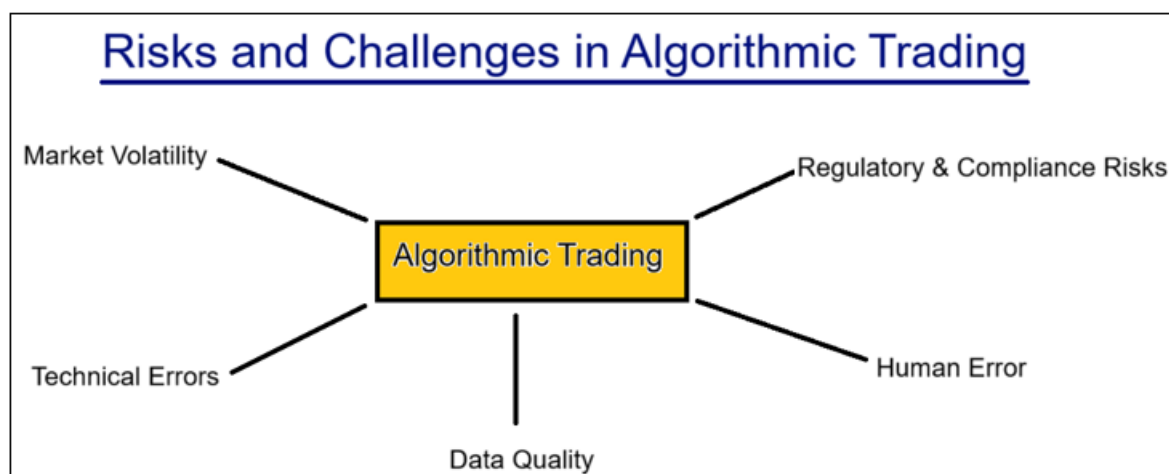 Risks and Challenges in Algorithmic Trading
Market Volatility
Regulatory & Compliance Risks
Algorithmic Trading
Technical Errors
Human Error
Data Quality